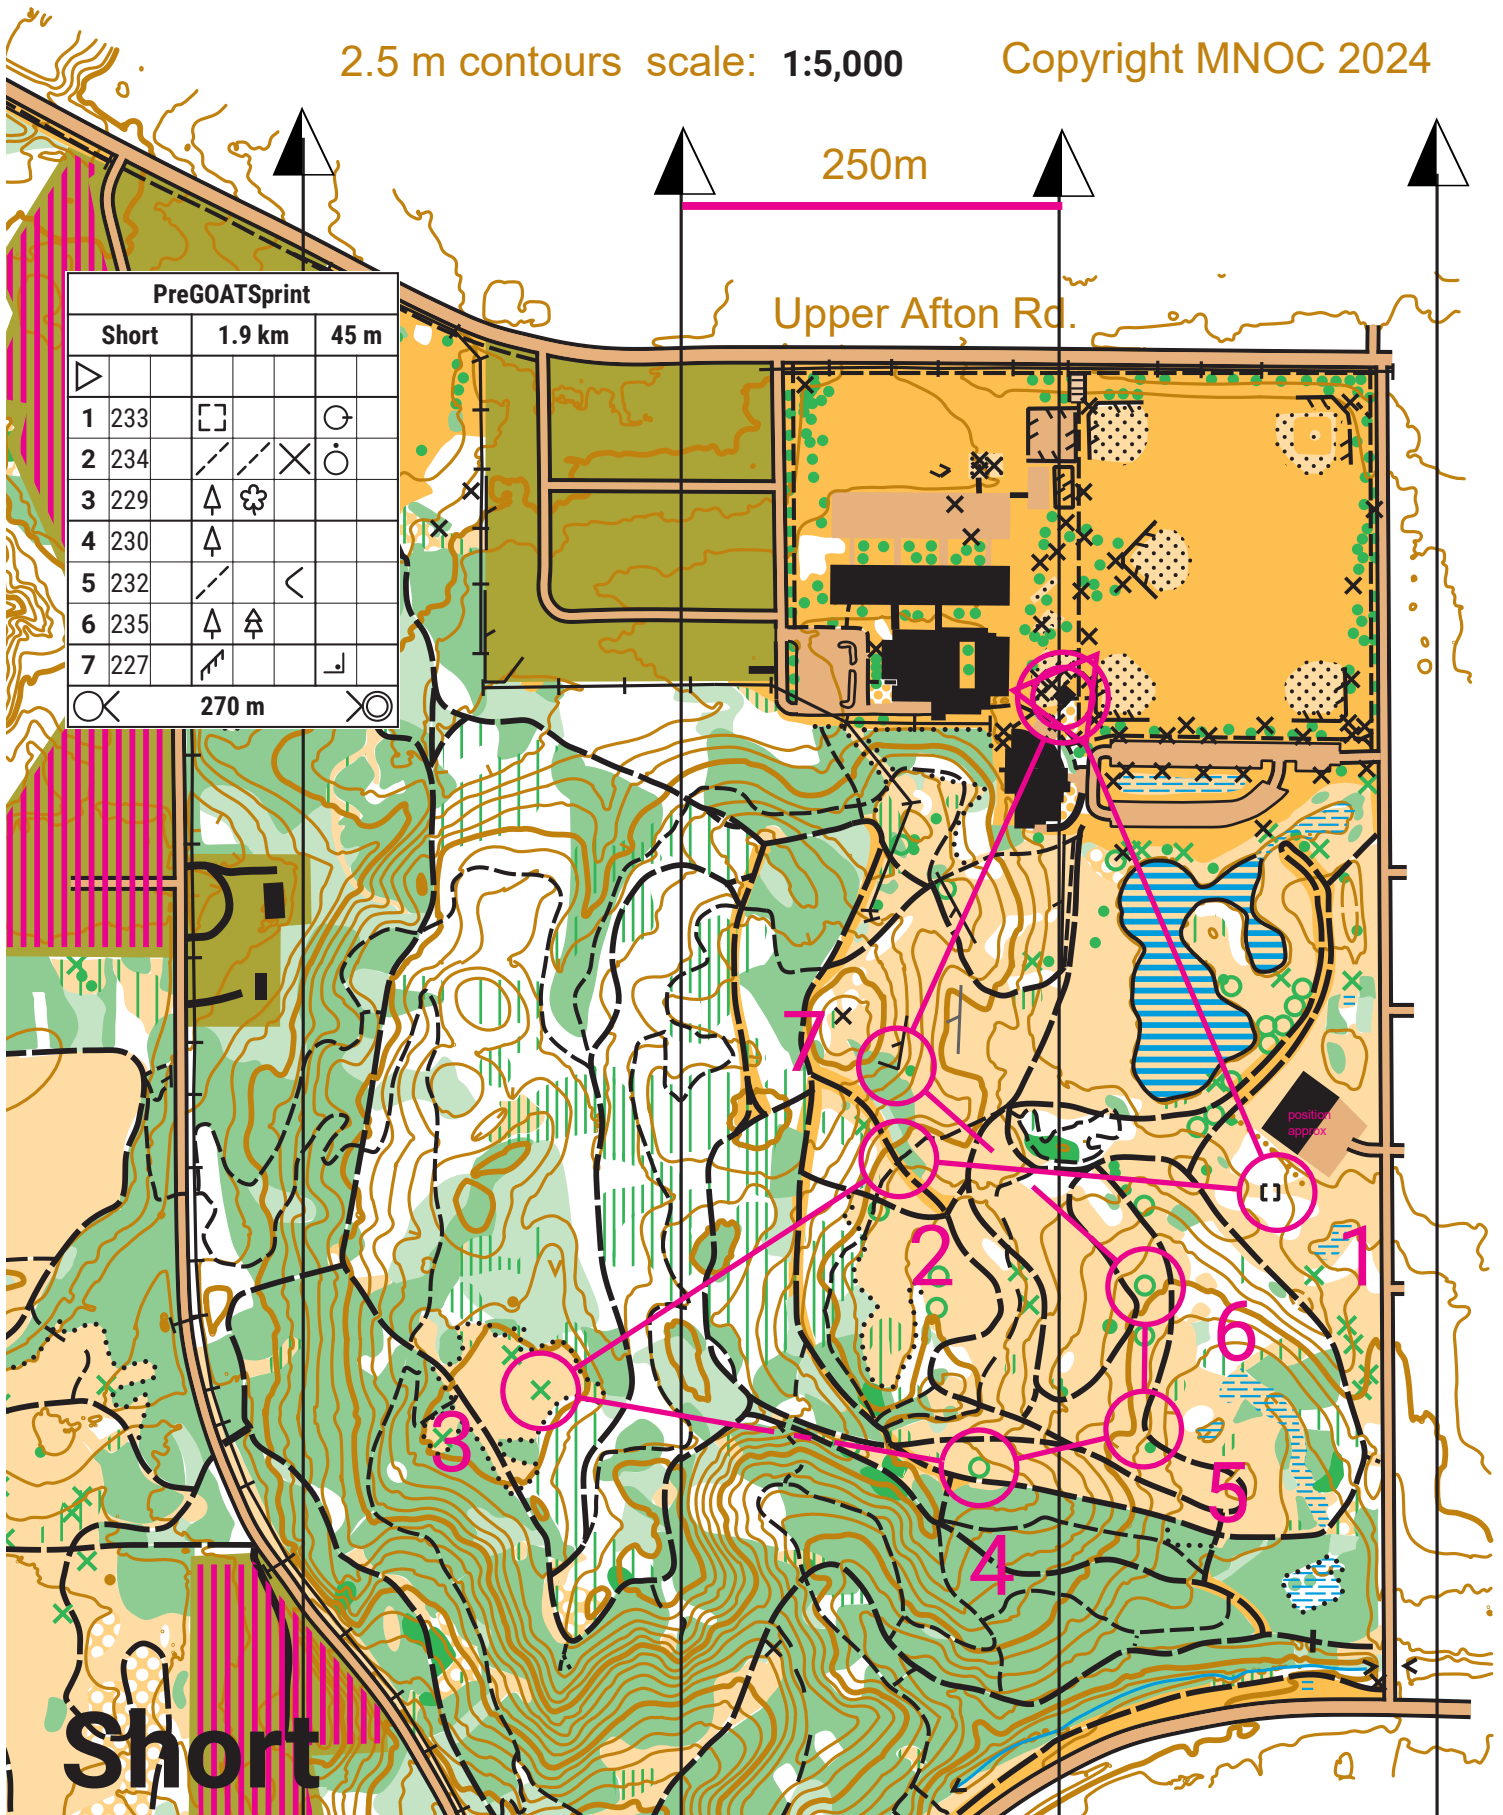 2.5 m contours scale: 1:5,000 Copyright MNOC 2024
250m
Upper Afton Rd.
PreGOATSprint
Short 1.9 km 45 m
1 233
2 234
3 229
4 230
5 232
6 235
7 227
270 m
7
position
approx
2
1
6
3
5
4
Short